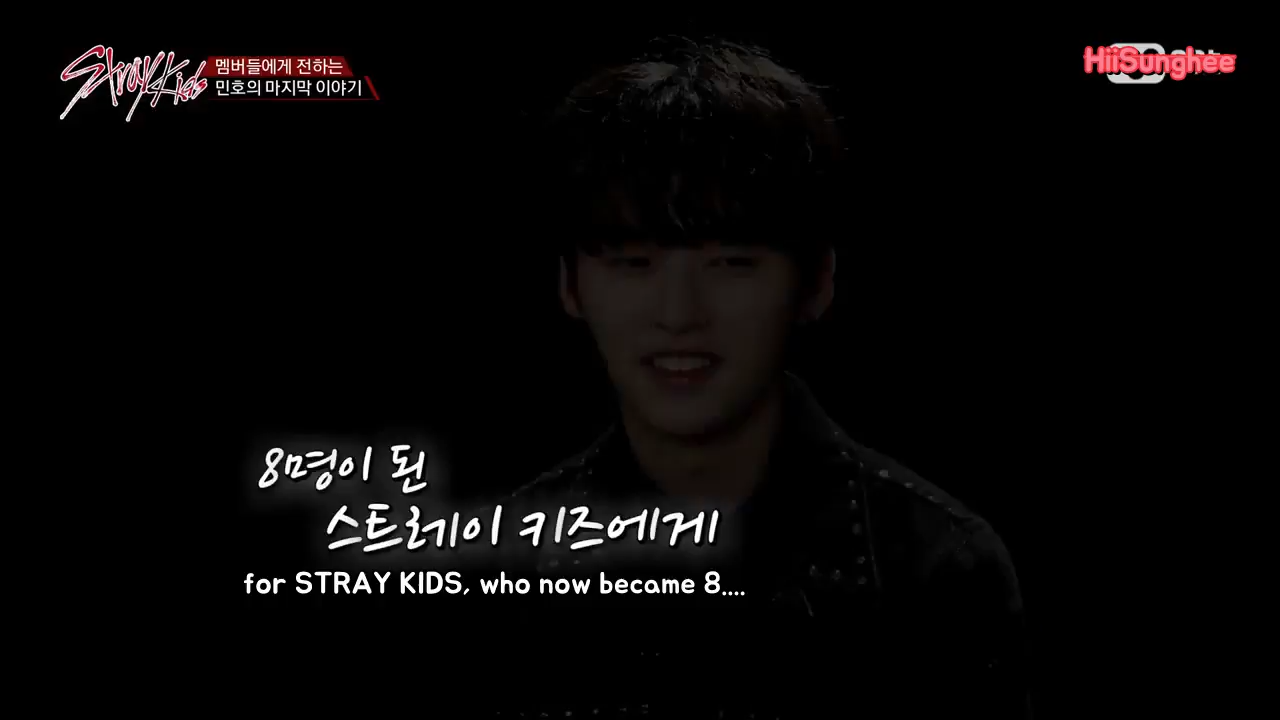 Stray Kids
멤버들에게 전하는
민호의 마지막 이야기
HiiSunghee
8명이 된
스트레이 키즈에게
for STRAY KIDS, who now became 8....